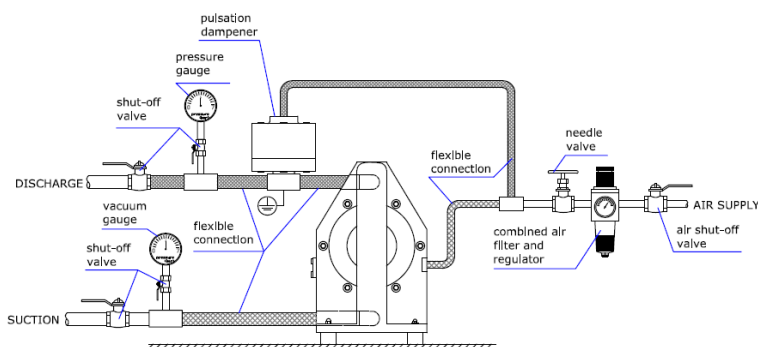 pulsation
dampener
pressure
gauge
shut-off
valve
needle
valve
flexible
connection
DISCHARGE
AIR SUPPLY
vacuum
gauge
flexible
connection
combined air
filter and
regulator
air shut-off
valve
shut-off
valve
SUCTION